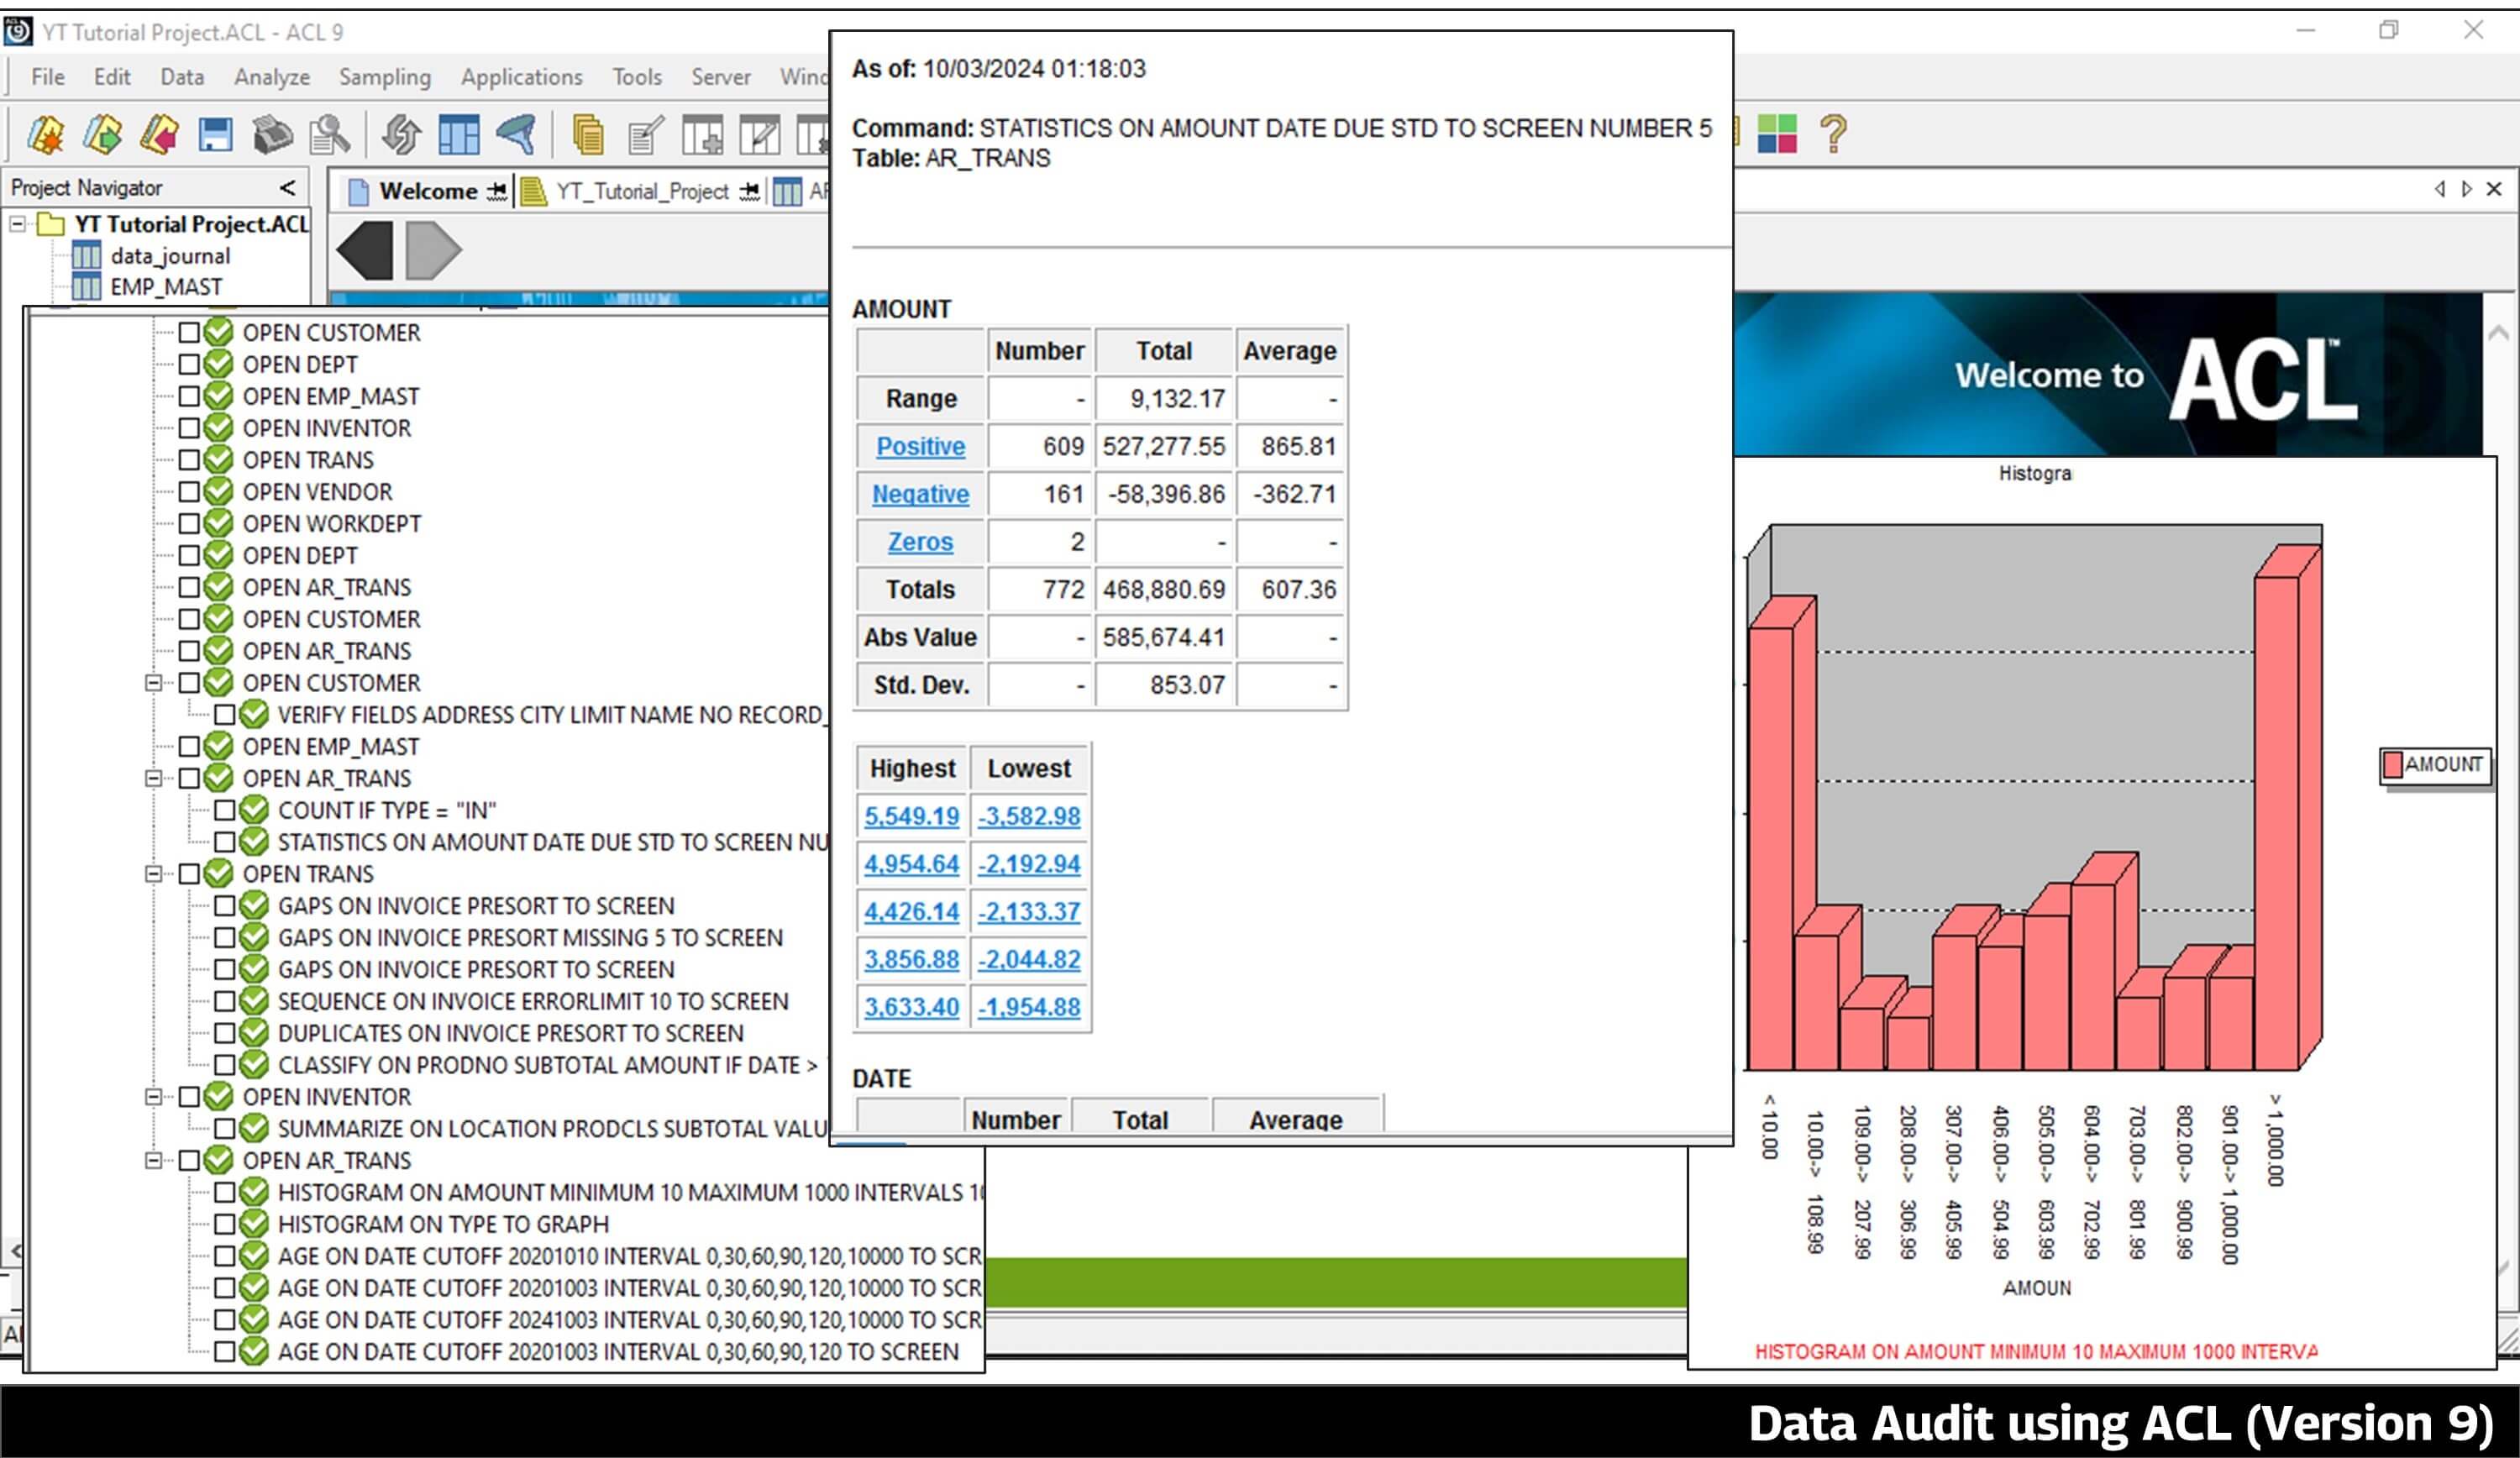 YT Tutorial Project.ACL - ACL 9
File Edit Data Analyze Sampling Applications Tools Server
Project Navigator
Welcome YT_Tutorial_Project
YT Tutorial Project.ACL
data_journal
EMP_MAST
OPEN CUSTOMER
OPEN DEPT
OPEN EMP_MAST
OPEN INVENTOR
OPEN TRANS
OPEN VENDOR
OPEN WORKDEPT
OPEN DEPT
OPEN AR_TRANS
OPEN CUSTOMER
OPEN AR_TRANS
OPEN CUSTOMER
VERIFY FIELDS ADDRESS CITY LIMIT NAME NO RECORD_
OPEN EMP_MAST
OPEN AR_TRANS
COUNT IF TYPE = "IN"
STATISTICS ON AMOUNT DATE DUE STD TO SCREEN NU
OPEN TRANS
GAPS ON INVOICE PRESORT TO SCREEN
GAPS ON INVOICE PRESORT MISSING 5 TO SCREEN
GAPS ON INVOICE PRESORT TO SCREEN
SEQUENCE ON INVOICE ERRORLIMIT 10 TO SCREEN
DUPLICATES ON INVOICE PRESORT TO SCREEN
CLASSIFY ON PRODNO SUBTOTAL AMOUNT IF DATE >
OPEN INVENTOR
SUMMARIZE ON LOCATION PRODCLS SUBTOTAL VALU
OPEN AR_TRANS
HISTOGRAM ON AMOUNT MINIMUM 10 MAXIMUM 1000 INTERVALS 10
HISTOGRAM ON TYPE TO GRAPH
AGE ON DATE CUTOFF 20201010 INTERVAL 0,30,60,90,120,10000 TO SCR
AGE ON DATE CUTOFF 20201003 INTERVAL 0,30,60,90,120,10000 TO SCR
AGE ON DATE CUTOFF 20241003 INTERVAL 0,30,60,90,120,10000 TO SCR
AGE ON DATE CUTOFF 20201003 INTERVAL 0,30,60,90,120 TO SCREEN
As of: 10/03/2024 01:18:03
Command: STATISTICS ON AMOUNT DATE DUE STD TO SCREEN NUMBER 5
Table: AR_TRANS
AMOUNT
Number Total Average
Range - 9,132.17 -
Positive 609 527,277.55 865.81
Negative 161 -58,396.86 -362.71
Zeros 2 - -
Totals 772 468,880.69 607.36
Abs Value - 585,674.41 -
Std. Dev. - 853.07 -
Highest Lowest
5,549.19 -3,582.98
4,954.64 -2,192.94
4,426.14 -2,133.37
3,856.88 -2,044.82
3,633.40 -1,954.88
DATE
Number Total Average
Welcome to ACL™
Histogra
AMOUNT
< 10.00
10.00-> 108.99
109.00-> 207.99
208.00-> 306.99
307.00-> 405.99
406.00-> 504.99
505.00-> 603.99
604.00-> 702.99
703.00-> 801.99
802.00-> 900.99
901.00-> 1,000.00
> 1,000.00
AMOUN
HISTOGRAM ON AMOUNT MINIMUM 10 MAXIMUM 1000 INTERVA
Data Audit using ACL (Version 9)